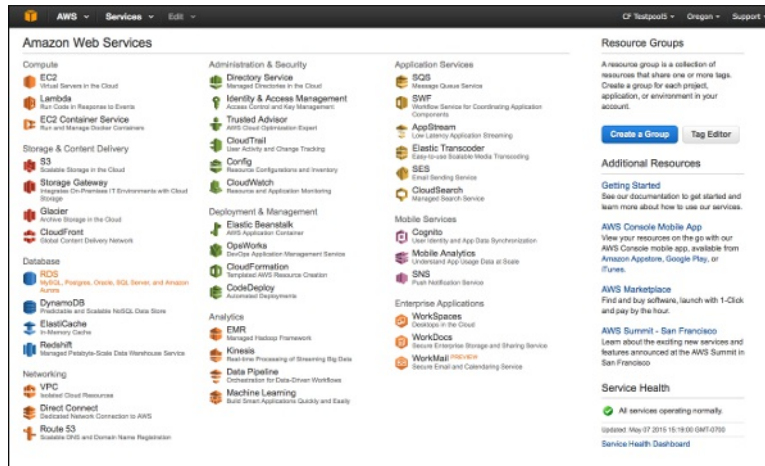 AWS Services Edit CF Testpool5 Oregon Support
Amazon Web Services
Compute
EC2
Virtual Servers in the Cloud
Lambda
Run Code in Response to Events
EC2 Container Service
Run and Manage Docker Containers
Storage & Content Delivery
S3
Scalable Storage in the Cloud
Storage Gateway
Integrates On-Premises IT Environments with Cloud
Storage
Glacier
Archive Storage in the Cloud
CloudFront
Global Content Delivery Network
Database
RDS
MySQL, Postgres, Oracle, SQL Server, and Amazon
Aurora
DynamoDB
Predictable and Scalable NoSQL Data Store
ElastiCache
In-Memory Cache
Redshift
Managed Petabyte-Scale Data Warehouse Service
Networking
VPC
Isolated Cloud Resources
Direct Connect
Dedicated Network Connection to AWS
Route 53
Scalable DNS and Domain Name Registration
Administration & Security
Directory Service
Managed Directories in the Cloud
Identity & Access Management
Access Control and Key Management
Trusted Advisor
AWS Cloud Optimization Expert
CloudTrail
User Activity and Change Tracking
Config
Resource Configurations and Inventory
CloudWatch
Resource and Application Monitoring
Deployment & Management
Elastic Beanstalk
AWS Application Container
OpsWorks
DevOps Application Management Service
CloudFormation
Templated AWS Resource Creation
CodeDeploy
Automated Deployments
Analytics
EMR
Managed Hadoop Framework
Kinesis
Real-time Processing of Streaming Big Data
Data Pipeline
Orchestration for Data-Driven Workflows
Machine Learning
Build Smart Applications Quickly and Easily
Application Services
SQS
Message Queue Service
SWF
Workflow Service for Coordinating Application
Components
AppStream
Low Latency Application Streaming
Elastic Transcoder
Easy-to-use Scalable Media Transcoding
SES
Email Sending Service
CloudSearch
Managed Search Service
Mobile Services
Cognito
User Identity and App Data Synchronization
Mobile Analytics
Understand App Usage Data at Scale
SNS
Push Notification Service
Enterprise Applications
WorkSpaces
Desktops in the Cloud
WorkDocs
Secure Enterprise Storage and Sharing Service
WorkMail PREVIEW
Secure Email and Calendaring Service
Resource Groups
A resource group is a collection of
resources that share one or more tags.
Create a group for each project,
application, or environment in your
account.
Create a Group Tag Editor
Additional Resources
Getting Started
See our documentation to get started and
learn more about how to use our services.
AWS Console Mobile App
View your resources on the go with our
AWS Console mobile app, available from
Amazon Appstore, Google Play, or
iTunes.
AWS Marketplace
Find and buy software, launch with 1-Click
and pay by the hour.
AWS Summit - San Francisco
Learn about the exciting new services and
features announced at the AWS Summit in
San Francisco
Service Health
All services operating normally.
Updated: May 07 2015 15:19:00 GMT-0700
Service Health Dashboard